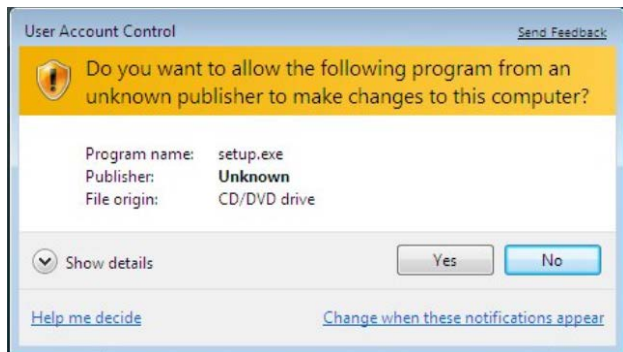 User Account Control
Send Feedback
Do you want to allow the following program from an
unknown publisher to make changes to this computer?
Program name: setup.exe
Publisher: Unknown
File origin: CD/DVD drive
Show details
Yes
No
Help me decide
Change when these notifications appear